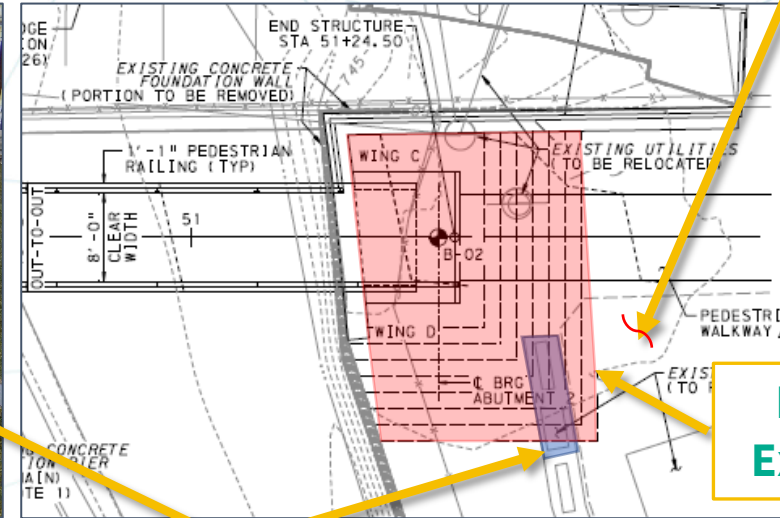 END STRUCTURE
STA 51+24.50
745
EXISTING CONCRETE
FOUNDATION WALL
(PORTION TO BE REMOVED)
26)
1'-1" PEDESTRIAN
RAILING (TYP)
WING C
EXISTING UTILITIES
(TO BE RELOCATED)
OUT-TO-OUT
8'-0"
CLEAR
WIDTH
51
B-02
WING D
WALKWAY
℄ BRG
ABUTMENT 2
(TO
CONCRETE